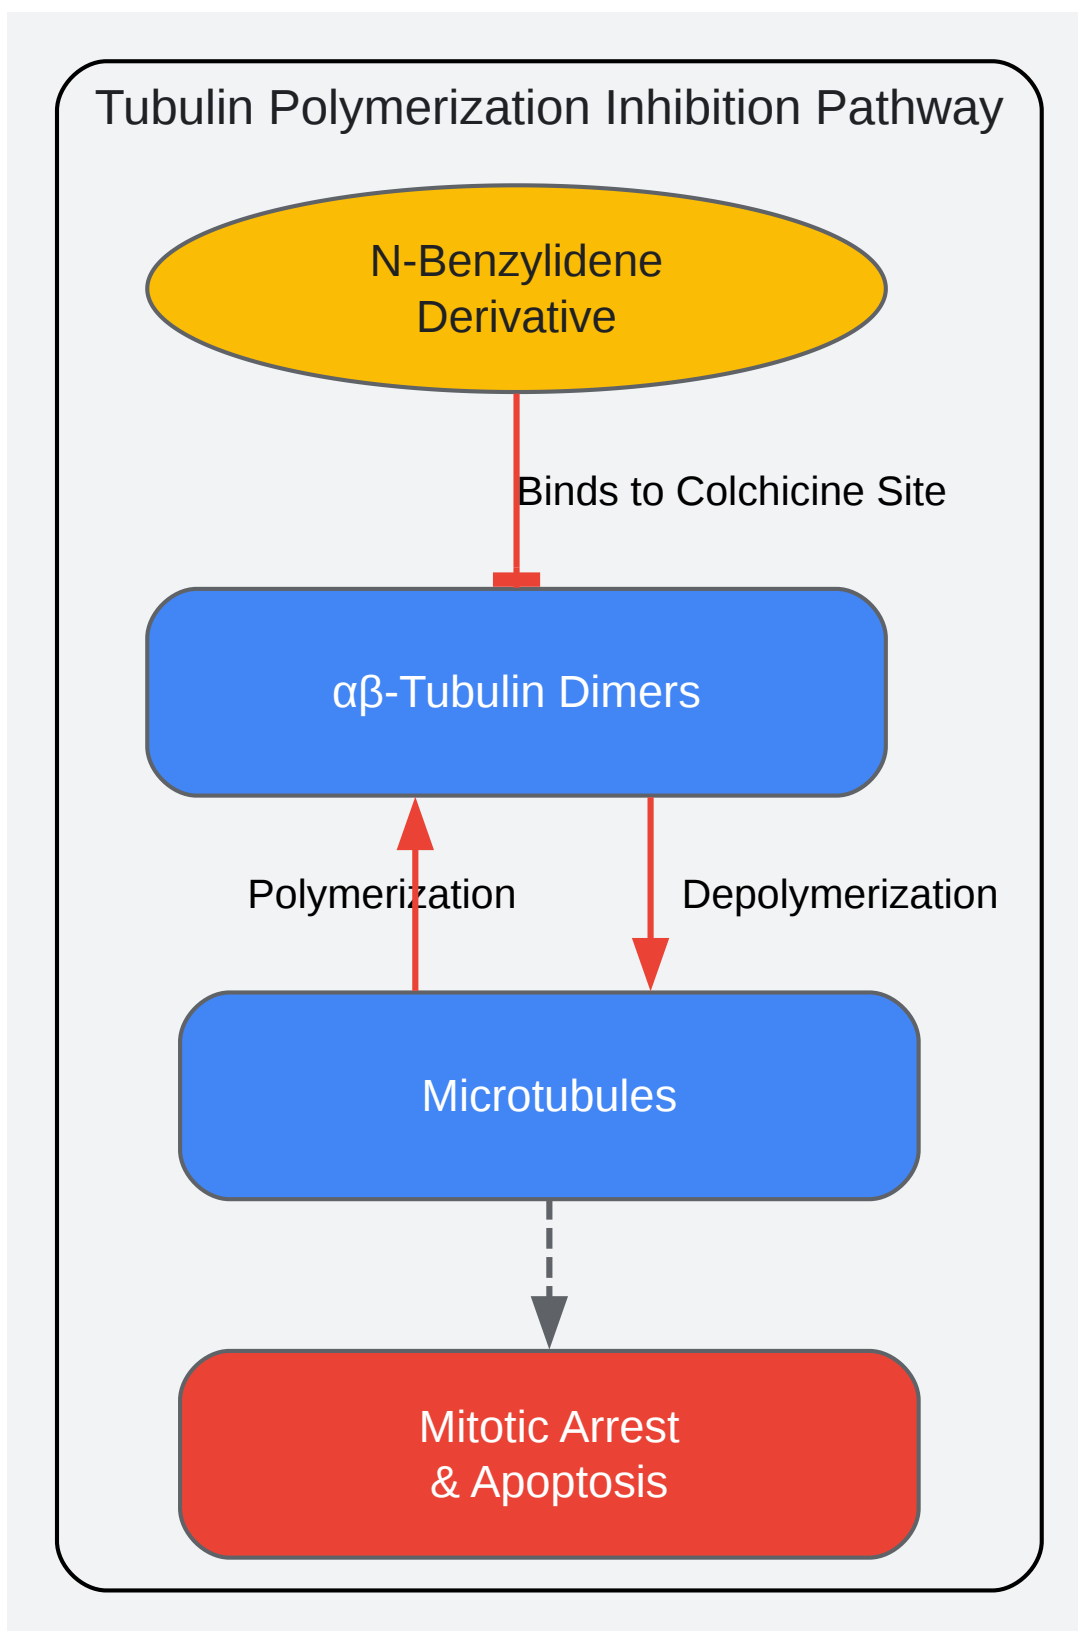 Tubulin Polymerization Inhibition Pathway
N-Benzylidene
Derivative
Binds to Colchicine Site
αβ-Tubulin Dimers
Polymerization
Depolymerization
Microtubules
Mitotic Arrest
& Apoptosis